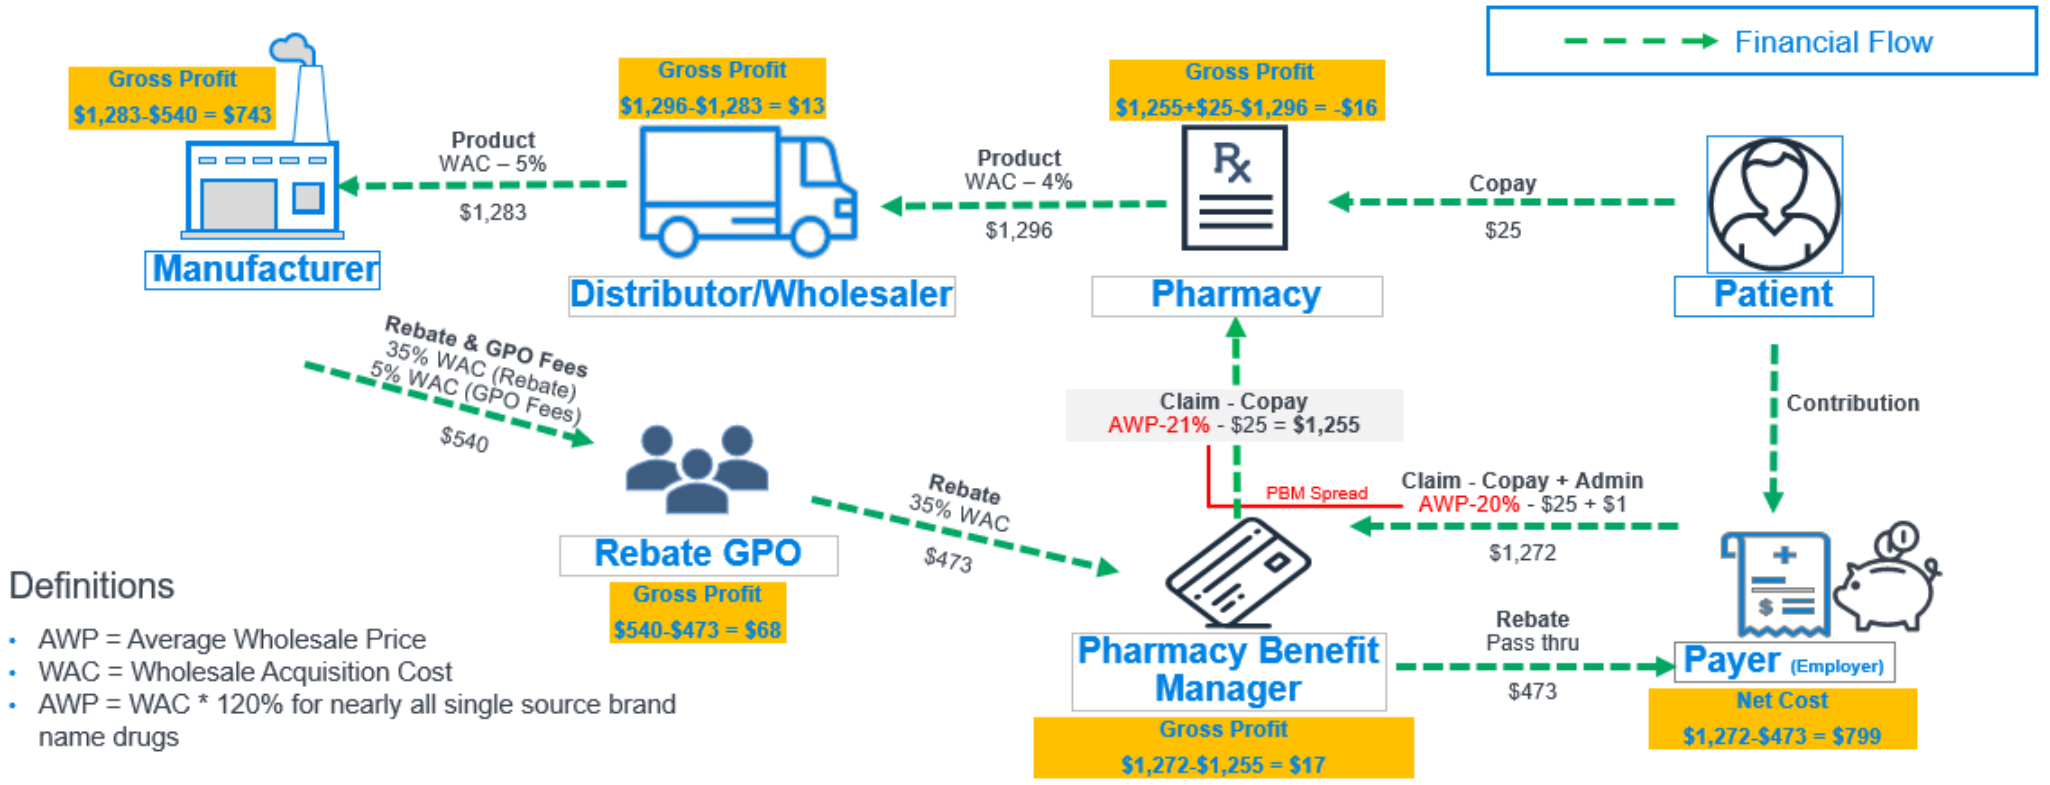 Financial Flow
Gross Profit
$1,283-$540 = $743
Gross Profit
$1,296-$1,283 = $13
Gross Profit
$1,255+$25-$1,296 = -$16
Product
WAC – 5%
$1,283
Product
WAC – 4%
$1,296
Rx
Copay
$25
Manufacturer
Distributor/Wholesaler
Pharmacy
Patient
Rebate & GPO Fees
35% WAC (Rebate)
5% WAC (GPO Fees)
$540
Claim - Copay
AWP-21% - $25 = $1,255
Contribution
Rebate
35% WAC
$473
PBM Spread
Claim - Copay + Admin
AWP-20% - $25 + $1
$1,272
Rebate GPO
Gross Profit
$540-$473 = $68
$
Rebate
Pass thru
$473
Pharmacy Benefit
Manager
Gross Profit
$1,272-$1,255 = $17
Payer (Employer)
Net Cost
$1,272-$473 = $799
Definitions
• AWP = Average Wholesale Price
• WAC = Wholesale Acquisition Cost
• AWP = WAC * 120% for nearly all single source brand
name drugs